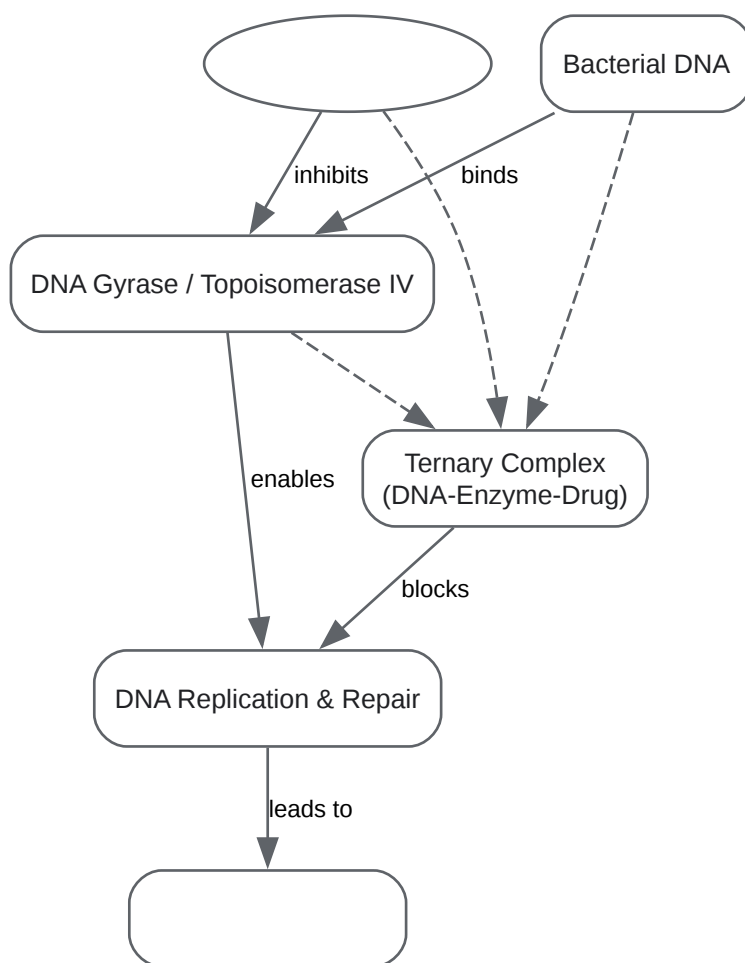 Bacterial DNA
inhibits
binds
DNA Gyrase / Topoisomerase IV
enables
Ternary Complex
(DNA-Enzyme-Drug)
blocks
DNA Replication & Repair
leads to